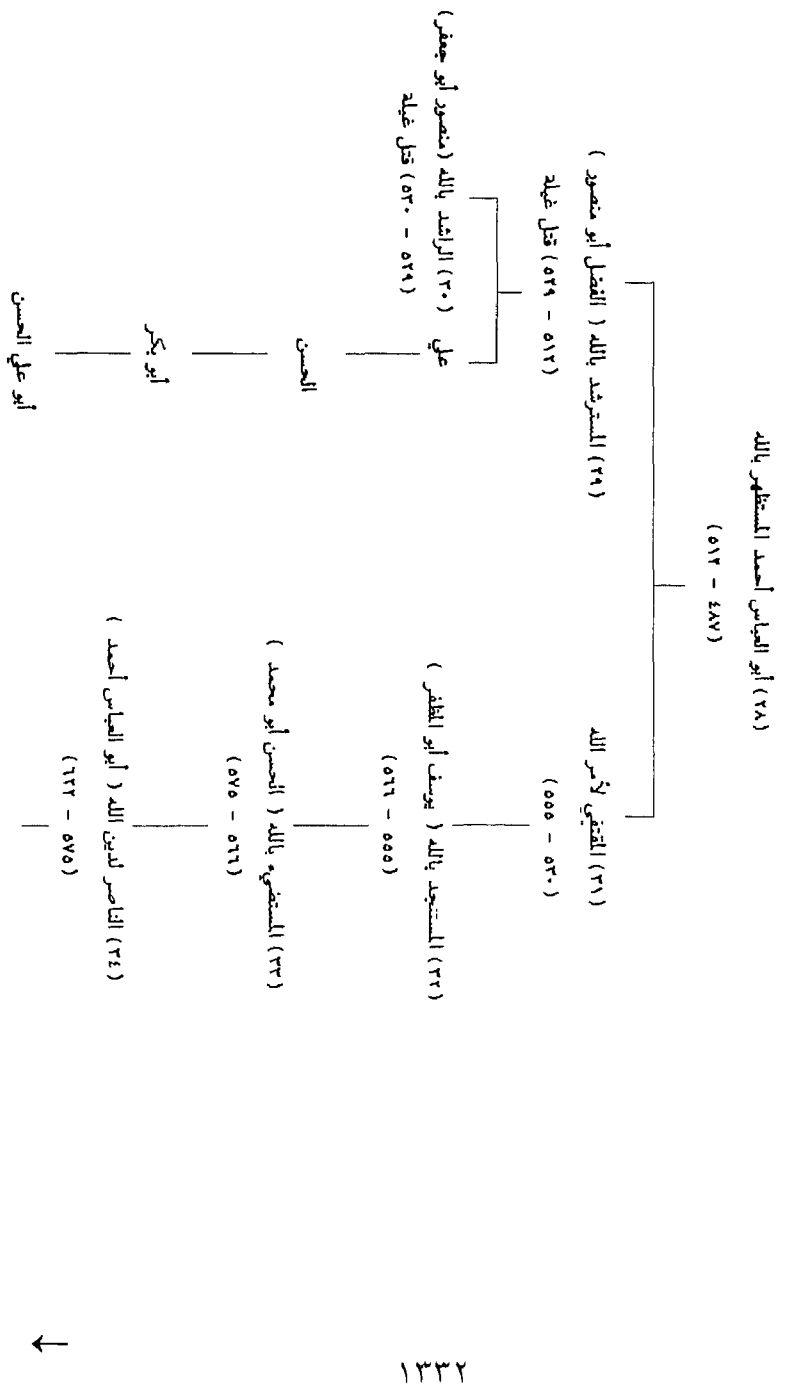 (٢٨) أبو العباس أحمد المستظهر بالله
(٤٨٧ - ٥١٢)
(٢٩) المسترشد بالله ( الفضل أبو منصور )
(٥١٢ - ٥٢٩) قتل غيلة
(٣١) المقتفي لأمر الله
(٥٣٠ - ٥٥٥)
(٣٠) الراشد بالله (منصور أبو جعفر)
(٥٢٩ - ٥٣٠) قتل غيلة
علي
(٣٢) المستنجد بالله ( يوسف أبو المظفر )
(٥٥٥ - ٥٦٦)
الحسن
(٣٣) المستضيء بالله ( الحسن أبو محمد )
(٥٦٦ - ٥٧٥)
أبو بكر
(٣٤) الناصر لدين الله ( أبو العباس أحمد )
(٥٧٥ - ٦٢٢)
أبو علي الحسن
١٣٣٢